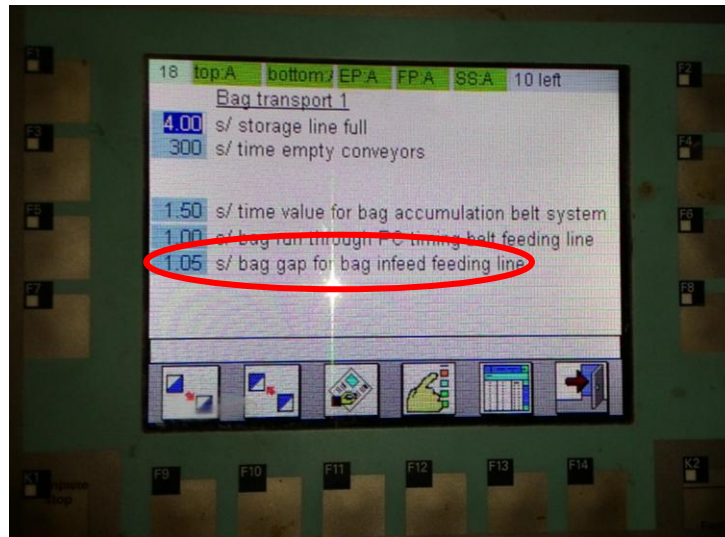 F1
F2
18 top:A bottom:/ EP:A FP:A SS:A 10 left
Bag transport 1
4.00 s/ storage line full
F3
F4
300 s/ time empty conveyors
F5
F6
1.50 s/ time value for bag accumulation belt system
1.00 s/ bag run through PC timing belt feeding line
1.05 s/ bag gap for bag infeed feeding line
F7
F8
K1
F9
F10
F11
F12
F13
F14
K2
stop